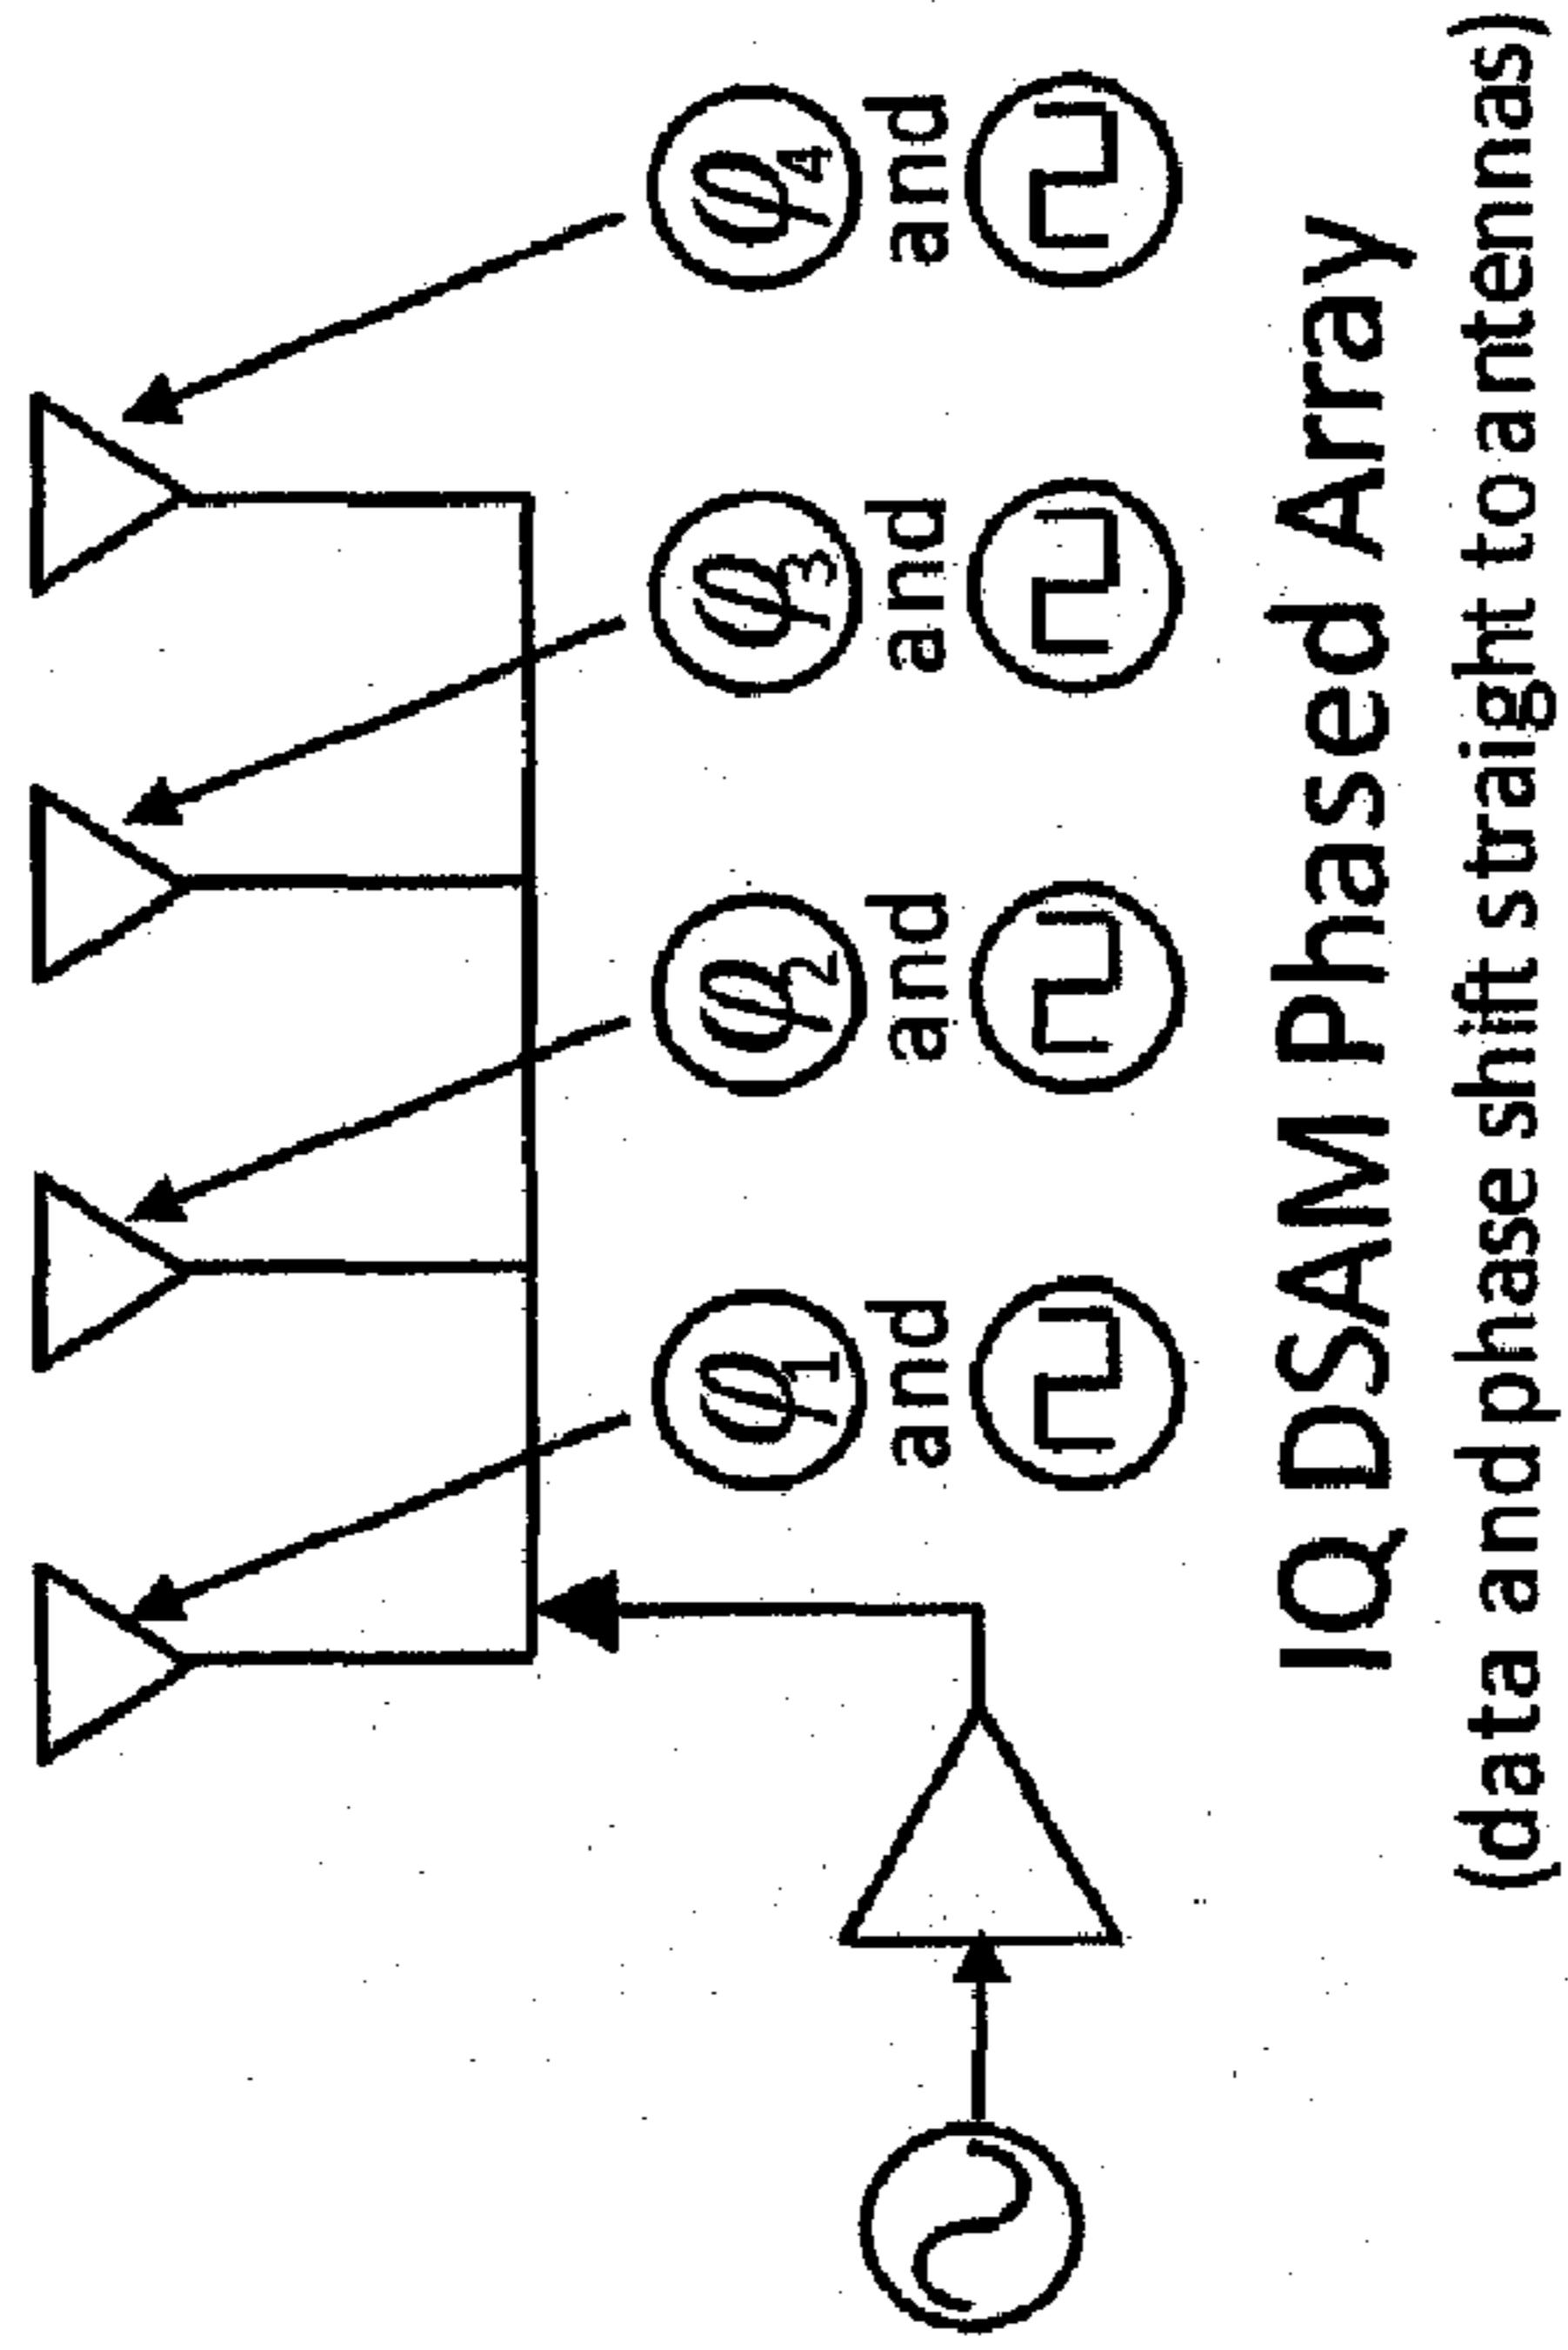 φ1
and
φ2
and
φ3
and
φ4
and
IQ DSAM Phased Array
(data and phase shift straight to antennas)